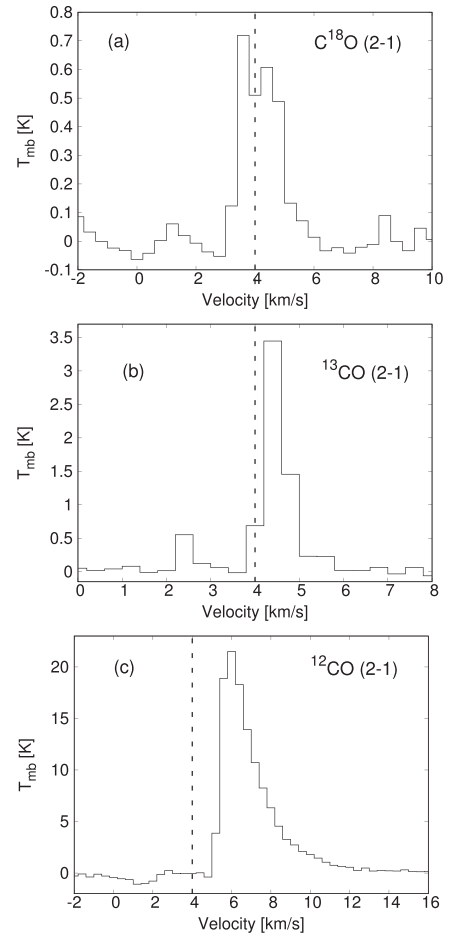 0.8
0.7
0.6
0.5
0.4
0.3
0.2
0.1
0
-0.1
T_mb [K]
(a) C¹⁸O (2-1)
-2 0 2 4 6 8 10
Velocity [km/s]
3.5
3
2.5
2
1.5
1
0.5
0
T_mb [K]
(b) ¹³CO (2-1)
0 1 2 3 4 5 6 7 8
Velocity [km/s]
20
15
10
5
0
T_mb [K]
(c) ¹²CO (2-1)
-2 0 2 4 6 8 10 12 14 16
Velocity [km/s]